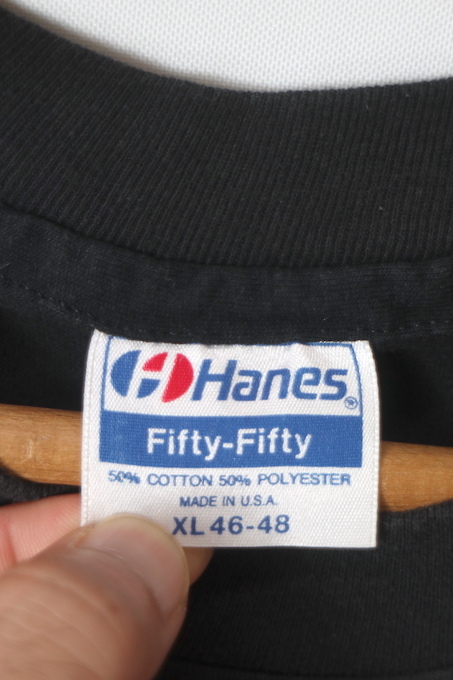 Hanes®
Fifty-Fifty
50% COTTON 50% POLYESTER
MADE IN U.S.A.
XL 46-48